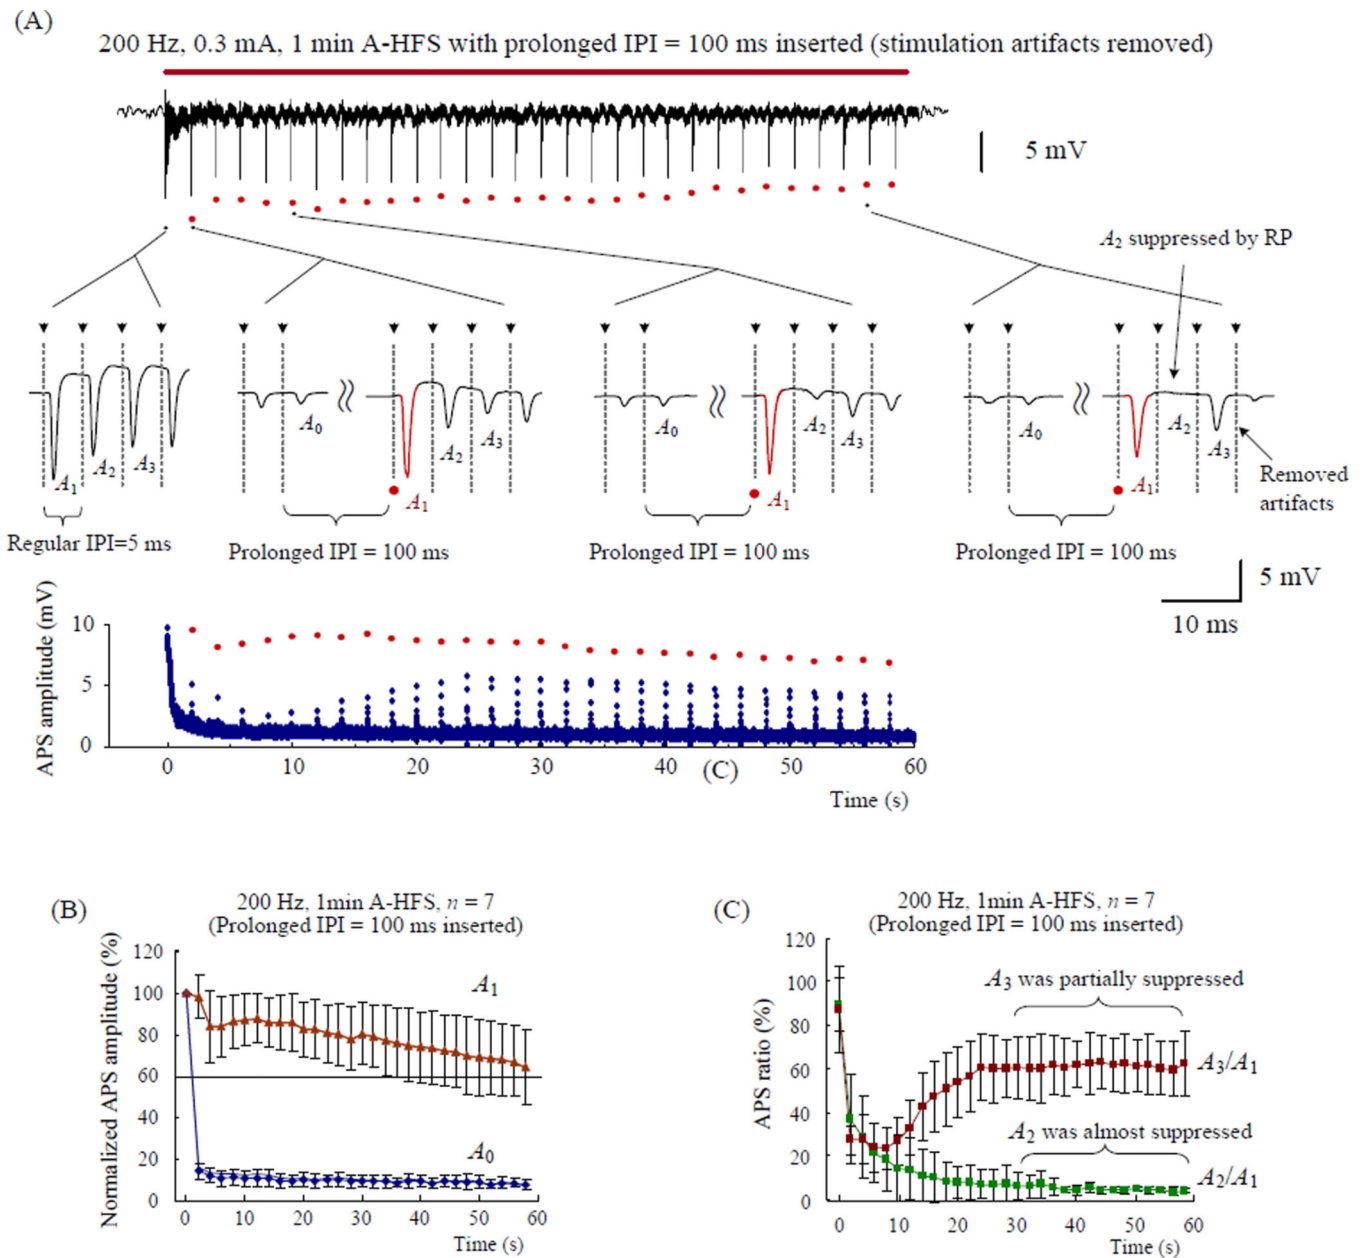 (A)
200 Hz, 0.3 mA, 1 min A-HFS with prolonged IPI = 100 ms inserted (stimulation artifacts removed)
5 mV
A2 suppressed by RP
A1 A2 A3
A0 A1 A2 A3
A0 A1 A2 A3
A0 A1 A2 A3
Removed
artifacts
Regular IPI=5 ms
Prolonged IPI = 100 ms
Prolonged IPI = 100 ms
Prolonged IPI = 100 ms
5 mV
10 ms
APS amplitude (mV)
10
5
0
0 10 20 30 40 50 60
(C)
Time (s)
(B)
200 Hz, 1min A-HFS, n = 7
(Prolonged IPI = 100 ms inserted)
Normalized APS amplitude (%)
120
100
80
60
40
20
0
A1
A0
0 10 20 30 40 50 60
Time (s)
(C)
200 Hz, 1min A-HFS, n = 7
(Prolonged IPI = 100 ms inserted)
APS ratio (%)
120
100
80
60
40
20
0
A3 was partially suppressed
A3/A1
A2 was almost suppressed
A2/A1
0 10 20 30 40 50 60
Time (s)